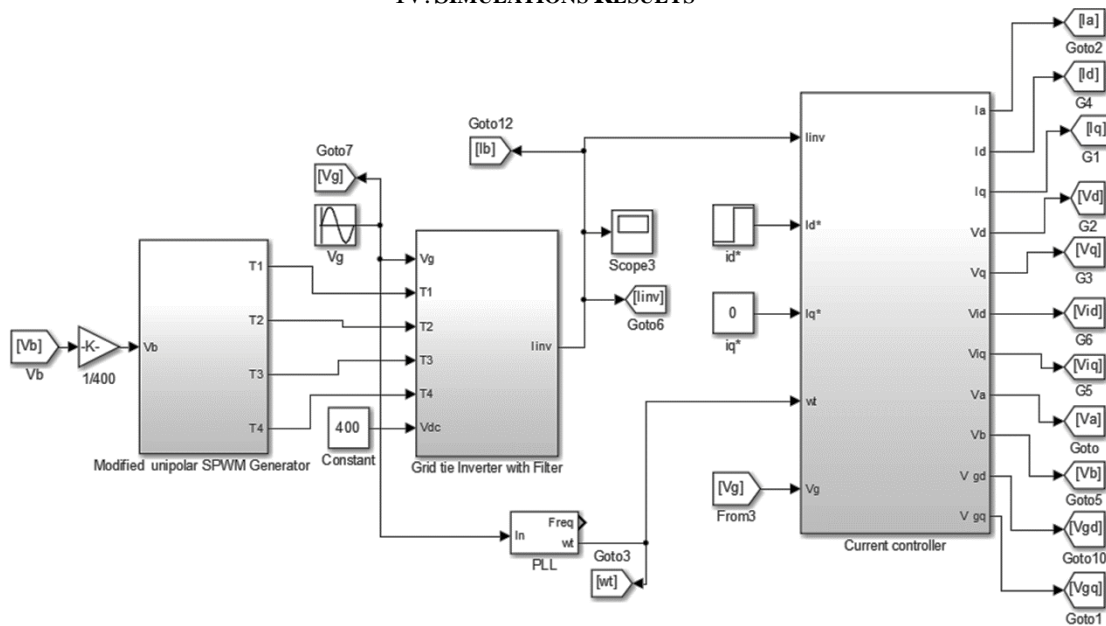 IV. SIMULATIONS RESULTS
[Vb]
Vb
-K-
1/400
Vb
T1
T2
T3
T4
Modified unipolar SPWM Generator
Goto7
[Vg]
Vg
400
Constant
Vg
T1
T2
T3
T4
Vdc
Iinv
Grid tie Inverter with Filter
Goto12
[Ib]
Scope3
[Iinv]
Goto6
In
Freq
wt
PLL
Goto3
[wt]
id*
0
iq*
[Vg]
From3
Iinv
Id*
Iq*
wt
Vg
Ia
Id
Iq
Vd
Vq
Vid
Viq
Va
Vb
V gd
V gq
Current controller
[Ia]
Goto2
[Id]
G4
[Iq]
G1
[Vd]
G2
[Vq]
G3
[Vid]
G6
[Viq]
G5
[Va]
Goto
[Vb]
Goto5
[Vgd]
Goto10
[Vgq]
Goto1